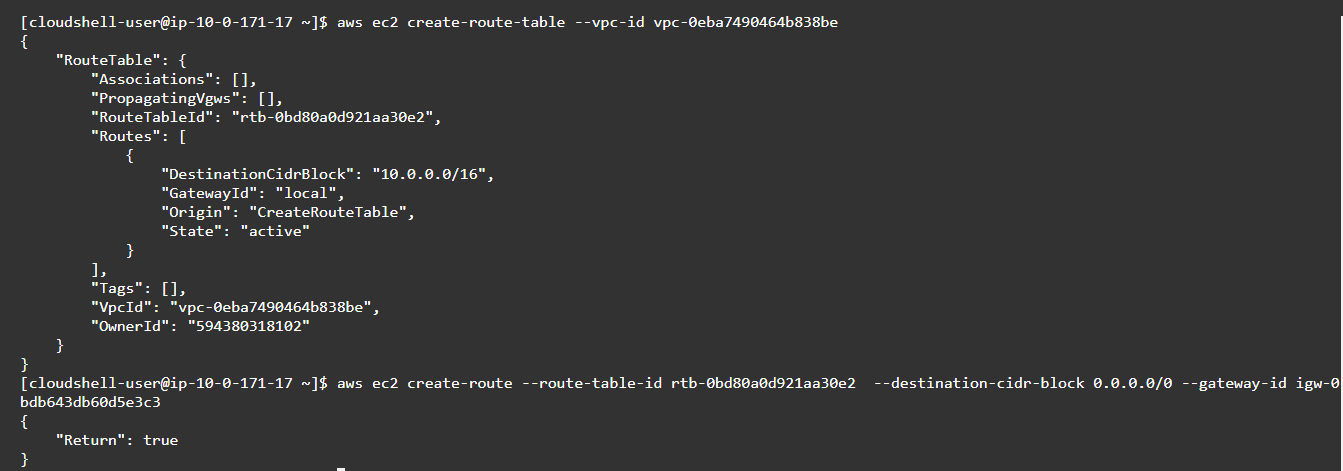 [cloudshell-user@ip-10-0-171-17 ~]$ aws ec2 create-route-table --vpc-id vpc-0eba7490464b838be
{
    "RouteTable": {
        "Associations": [],
        "PropagatingVgws": [],
        "RouteTableId": "rtb-0bd80a0d921aa30e2",
        "Routes": [
            {
                "DestinationCidrBlock": "10.0.0.0/16",
                "GatewayId": "local",
                "Origin": "CreateRouteTable",
                "State": "active"
            }
        ],
        "Tags": [],
        "VpcId": "vpc-0eba7490464b838be",
        "OwnerId": "594380318102"
    }
}
[cloudshell-user@ip-10-0-171-17 ~]$ aws ec2 create-route --route-table-id rtb-0bd80a0d921aa30e2  --destination-cidr-block 0.0.0.0/0 --gateway-id igw-0
bdb643db60d5e3c3
{
    "Return": true
}